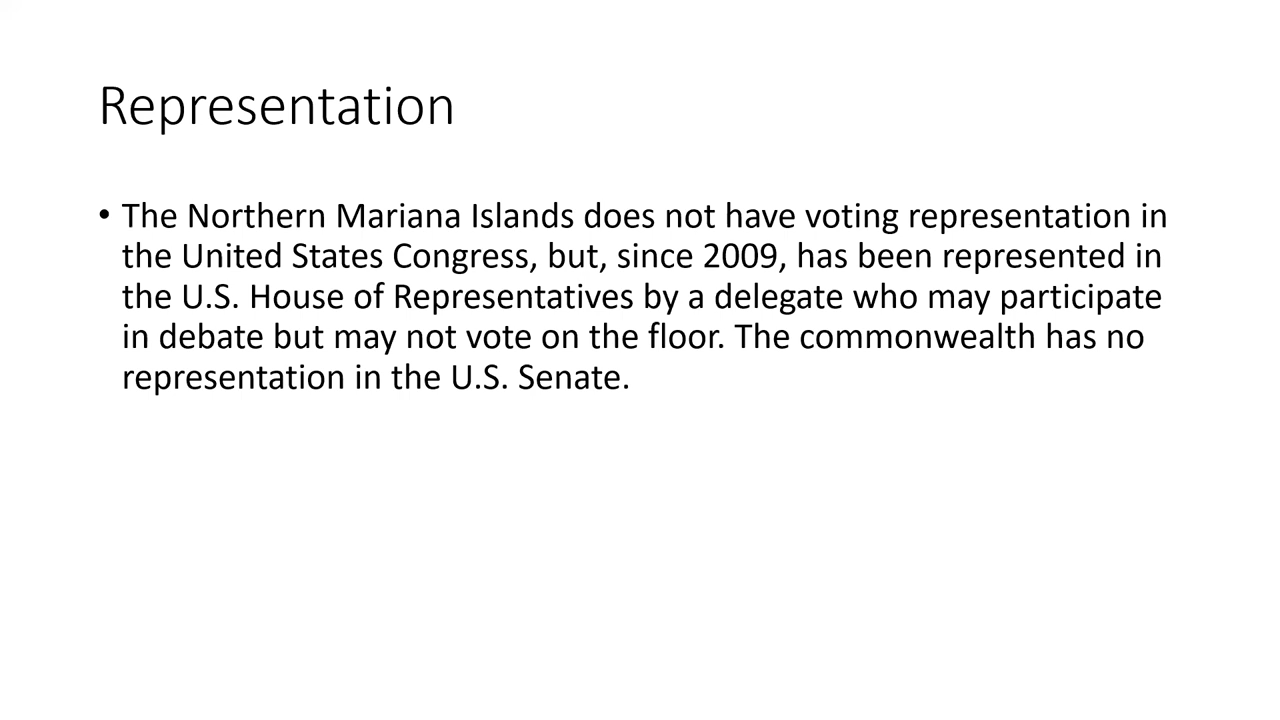 Representation
• The Northern Mariana Islands does not have voting representation in
the United States Congress, but, since 2009, has been represented in
the U.S. House of Representatives by a delegate who may participate
in debate but may not vote on the floor. The commonwealth has no
representation in the U.S. Senate.